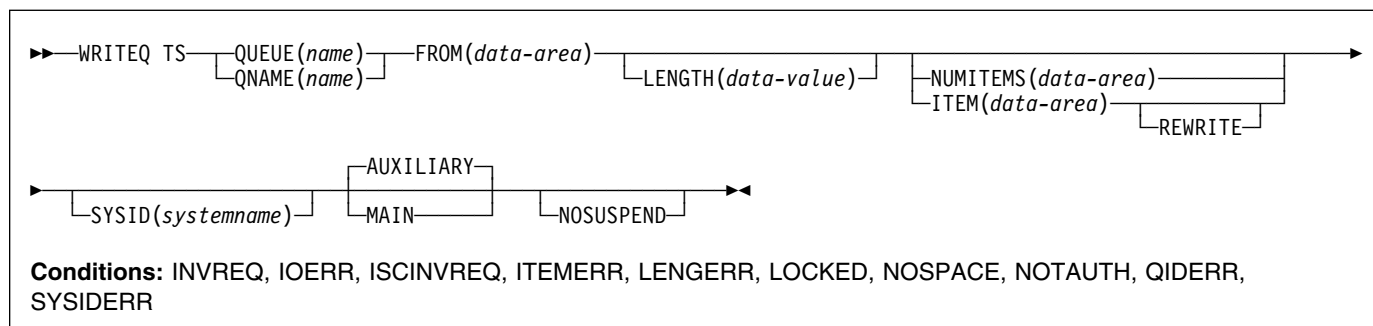 WRITEQ TS QUEUE(name) FROM(data-area)
QNAME(name) LENGTH(data-value) NUMITEMS(data-area)
ITEM(data-area)
REWRITE
AUXILIARY
SYSID(systemname) MAIN NOSUSPEND
Conditions: INVREQ, IOERR, ISCINVREQ, ITEMERR, LENGERR, LOCKED, NOSPACE, NOTAUTH, QIDERR,
SYSIDERR